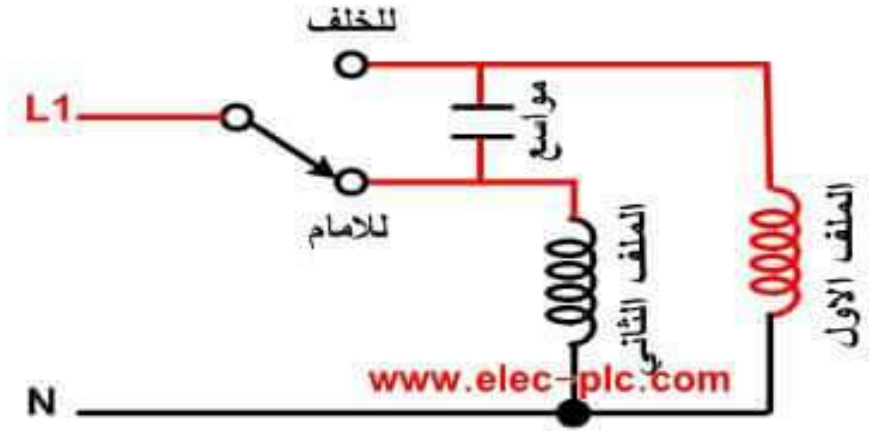 للخلف
L1
مواسع
للامام
الملف الثاني
الملف الاول
www.elec-plc.com
N